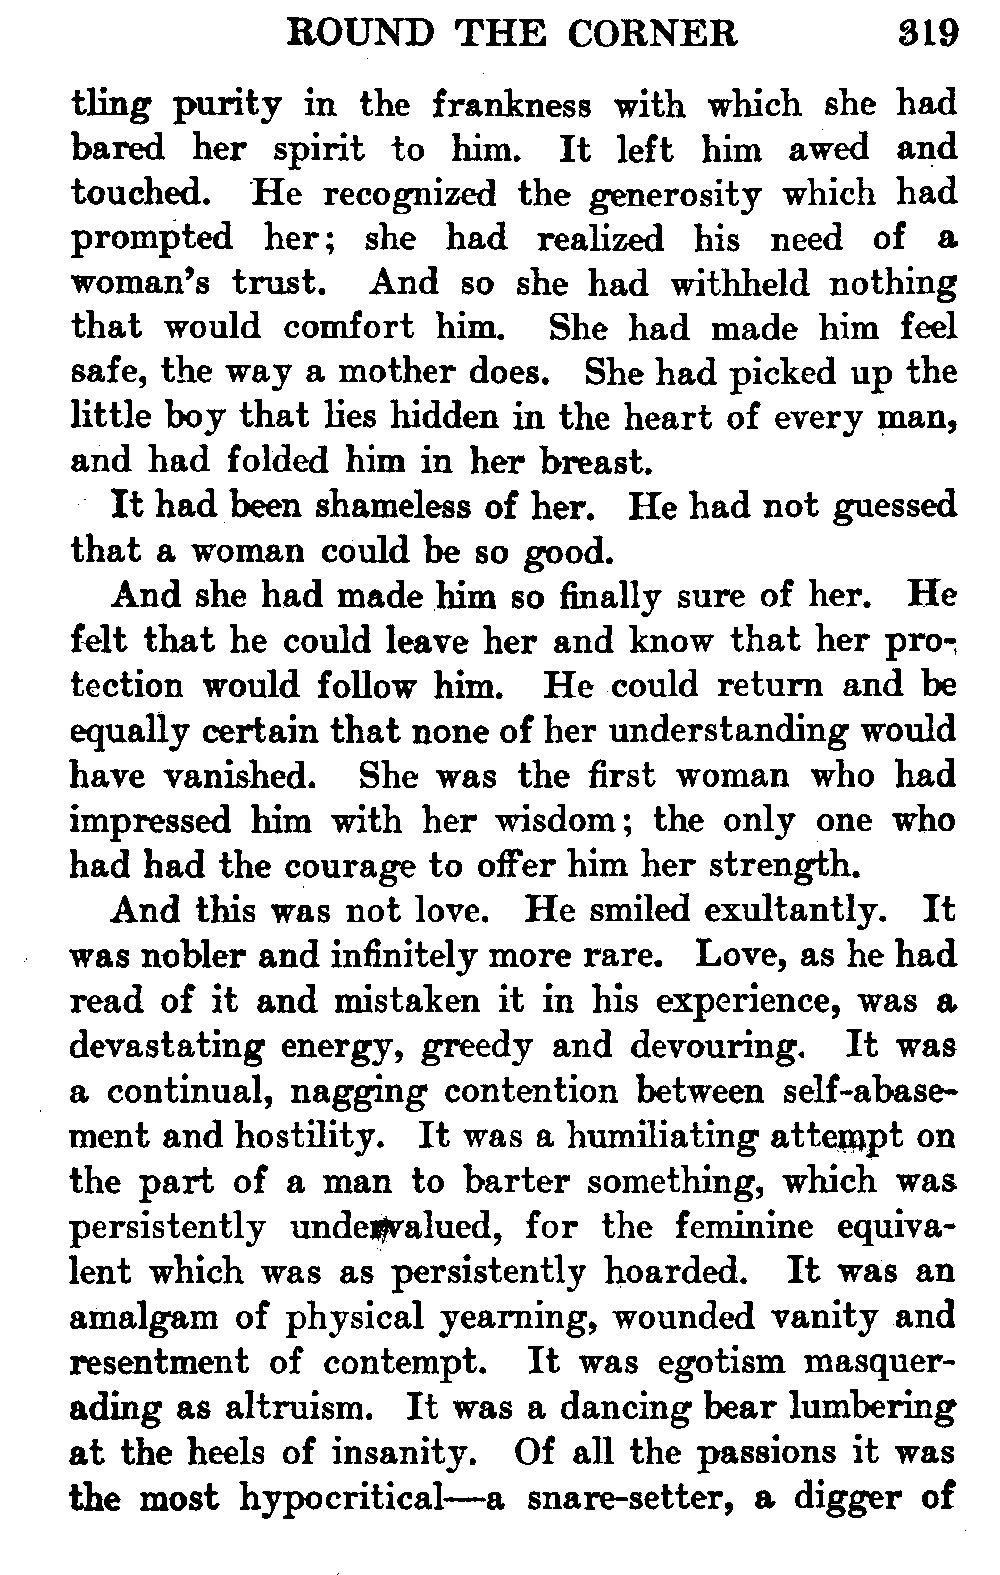 ROUND THE CORNER 319
tling purity in the frankness with which she had
bared her spirit to him. It left him awed and
touched. He recognized the generosity which had
prompted her; she had realized his need of a
woman's trust. And so she had withheld nothing
that would comfort him. She had made him feel
safe, the way a mother does. She had picked up the
little boy that lies hidden in the heart of every man,
and had folded him in her breast.
It had been shameless of her. He had not guessed
that a woman could be so good.
And she had made him so finally sure of her. He
felt that he could leave her and know that her pro-
tection would follow him. He could return and be
equally certain that none of her understanding would
have vanished. She was the first woman who had
impressed him with her wisdom; the only one who
had had the courage to offer him her strength.
And this was not love. He smiled exultantly. It
was nobler and infinitely more rare. Love, as he had
read of it and mistaken it in his experience, was a
devastating energy, greedy and devouring. It was
a continual, nagging contention between self-abase-
ment and hostility. It was a humiliating attempt on
the part of a man to barter something, which was
persistently undervalued, for the feminine equiva-
lent which was as persistently hoarded. It was an
amalgam of physical yearning, wounded vanity and
resentment of contempt. It was egotism masquer-
ading as altruism. It was a dancing bear lumbering
at the heels of insanity. Of all the passions it was
the most hypocritical—a snare-setter, a digger of